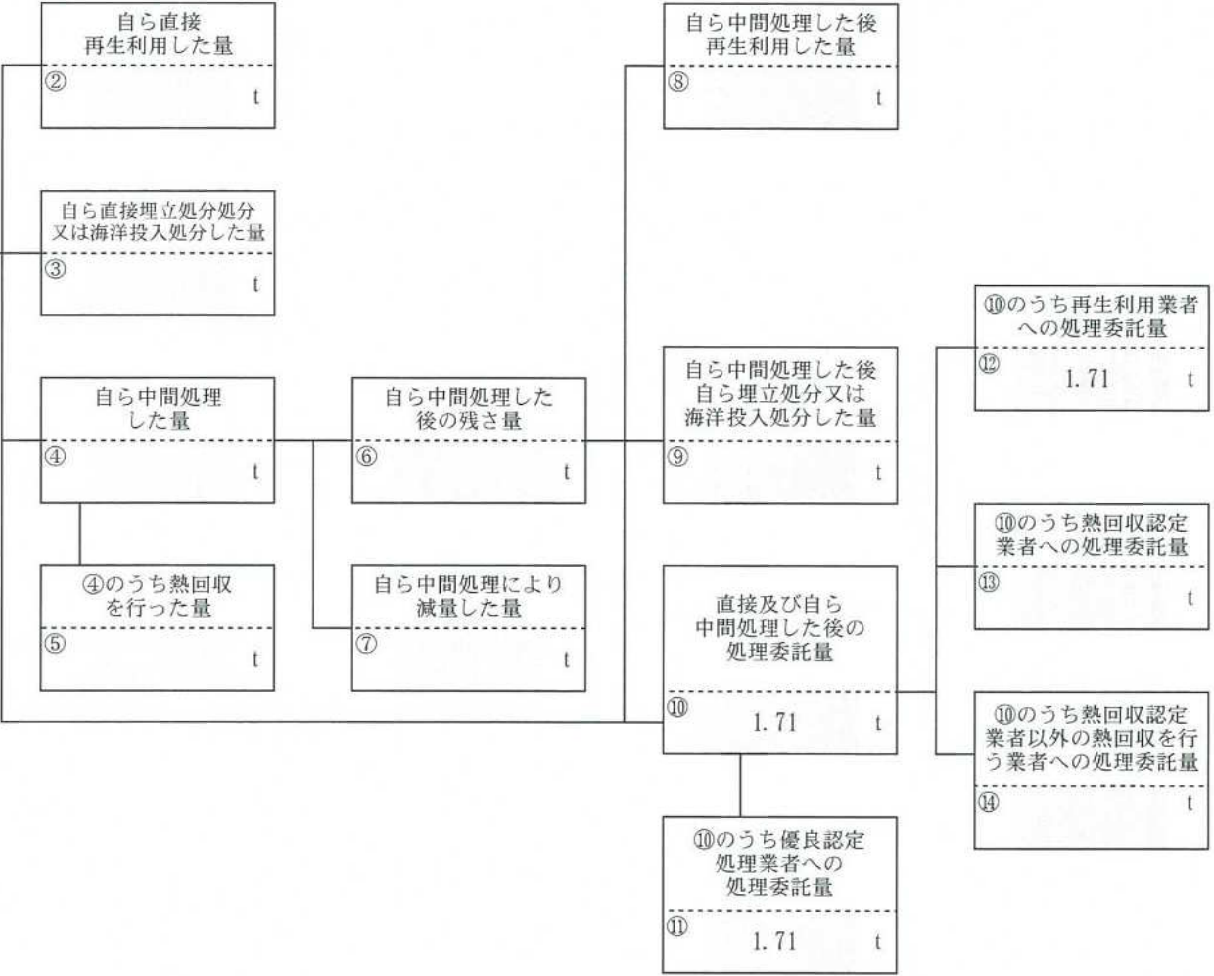 自ら直接
再生利用した量
②
t
自ら直接埋立処分処分
又は海洋投入処分した量
③
t
自ら中間処理
した量
④
t
④のうち熱回収
を行った量
⑤
t
自ら中間処理した
後の残さ量
⑥
t
自ら中間処理により
減量した量
⑦
t
自ら中間処理した後
再生利用した量
⑧
t
自ら中間処理した後
自ら埋立処分又は
海洋投入処分した量
⑨
t
直接及び自ら
中間処理した後の
処理委託量
⑩
1.71 t
⑩のうち優良認定
処理業者への
処理委託量
⑪
1.71 t
⑩のうち再生利用業者
への処理委託量
⑫
1.71 t
⑩のうち熱回収認定
業者への処理委託量
⑬
t
⑩のうち熱回収認定
業者以外の熱回収を行
う業者への処理委託量
⑭
t